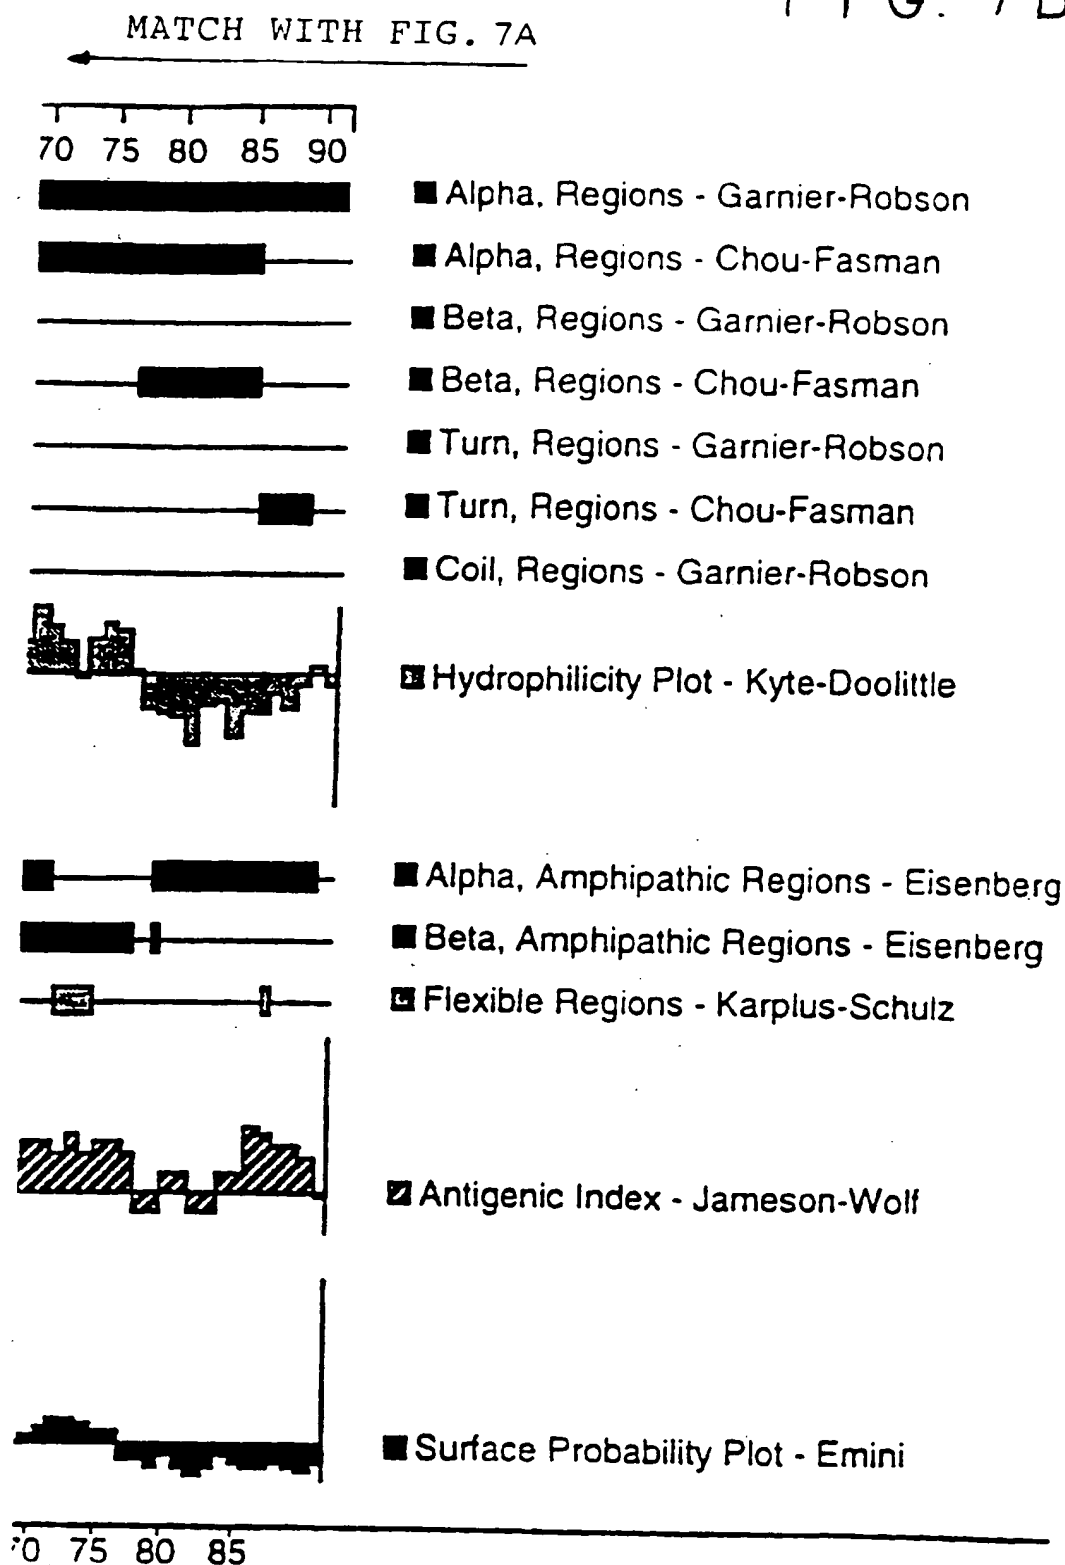 FIG. 7B
MATCH WITH FIG. 7A
70 75 80 85 90
Alpha, Regions - Garnier-Robson
Alpha, Regions - Chou-Fasman
Beta, Regions - Garnier-Robson
Beta, Regions - Chou-Fasman
Turn, Regions - Garnier-Robson
Turn, Regions - Chou-Fasman
Coil, Regions - Garnier-Robson
Hydrophilicity Plot - Kyte-Doolittle
Alpha, Amphipathic Regions - Eisenberg
Beta, Amphipathic Regions - Eisenberg
Flexible Regions - Karplus-Schulz
Antigenic Index - Jameson-Wolf
Surface Probability Plot - Emini
70 75 80 85